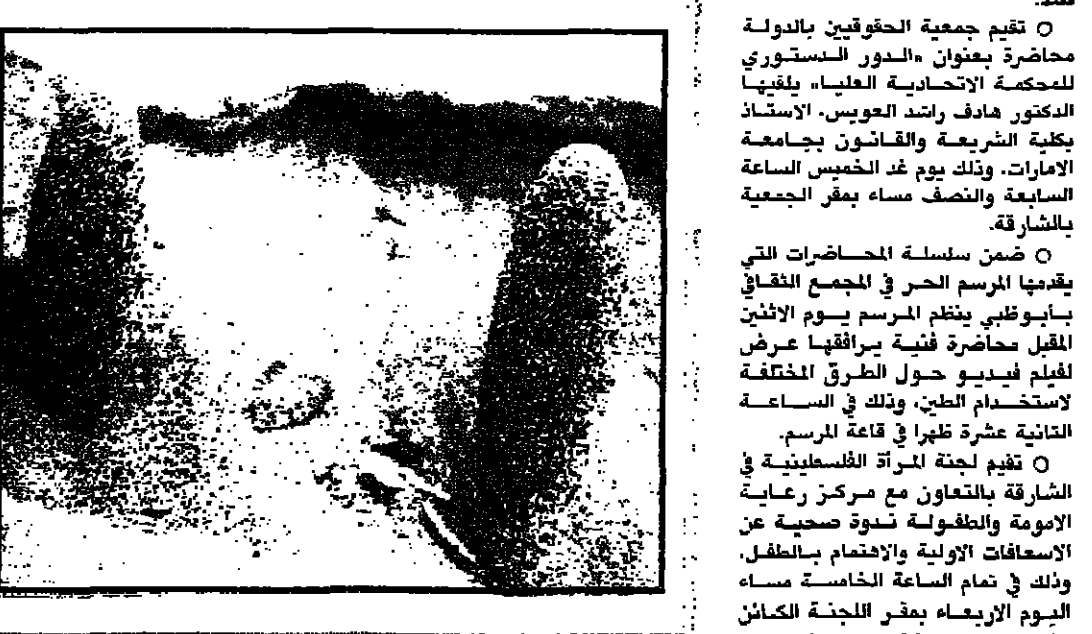 ○ تقيم جمعية الحقوقيين بالدولة
محاضرة بعنوان «الدور الدستوري
للمحكمة الاتحادية العليا» يلقيها
الدكتور هادف راشد العويس، الاستاذ
بكلية الشريعة والقانون بجامعة
الامارات، وذلك يوم غد الخميس الساعة
السابعة والنصف مساء بمقر الجمعية
بالشارقة.
○ ضمن سلسلة المحاضرات التي
يقدمها المرسم الحر في المجمع الثقافي
بأبوظبي ينظم المرسم يوم الاثنين
المقبل محاضرة فنية يرافقها عرض
لفيلم فيديو حول الطرق المختلفة
لاستخدام الطين، وذلك في الساعة
الثانية عشرة ظهرا في قاعة المرسم.
○ تقيم لجنة المرأة الفلسطينية في
الشارقة بالتعاون مع مركز رعاية
الامومة والطفولة ندوة صحية عن
الاسعافات الاولية والاهتمام بالطفل،
وذلك في تمام الساعة الخامسة مساء
اليوم الاربعاء بمقر اللجنة الكائن